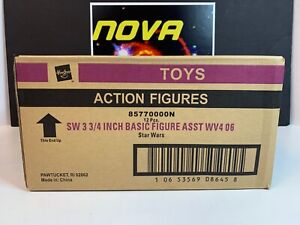 NOVA
Hasbro
TOYS
ACTION FIGURES
85770000N
12 Pcs.
SW 3 3/4 INCH BASIC FIGURE ASST WV4 06
Star Wars
This End Up
PAWTUCKET, RI 02862
Made in: China
1 06 53569 08645 8